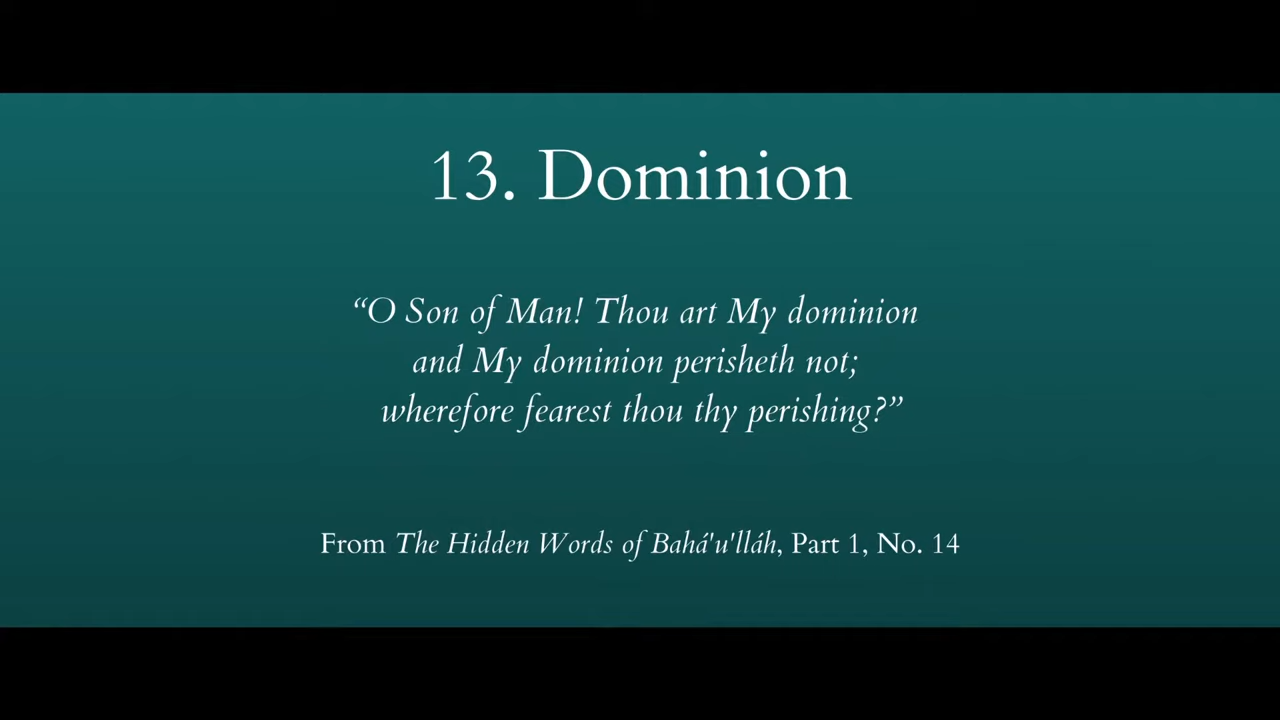 13. Dominion
“O Son of Man! Thou art My dominion
and My dominion perisheth not;
wherefore fearest thou thy perishing?”
From The Hidden Words of Bahá'u'lláh, Part 1, No. 14